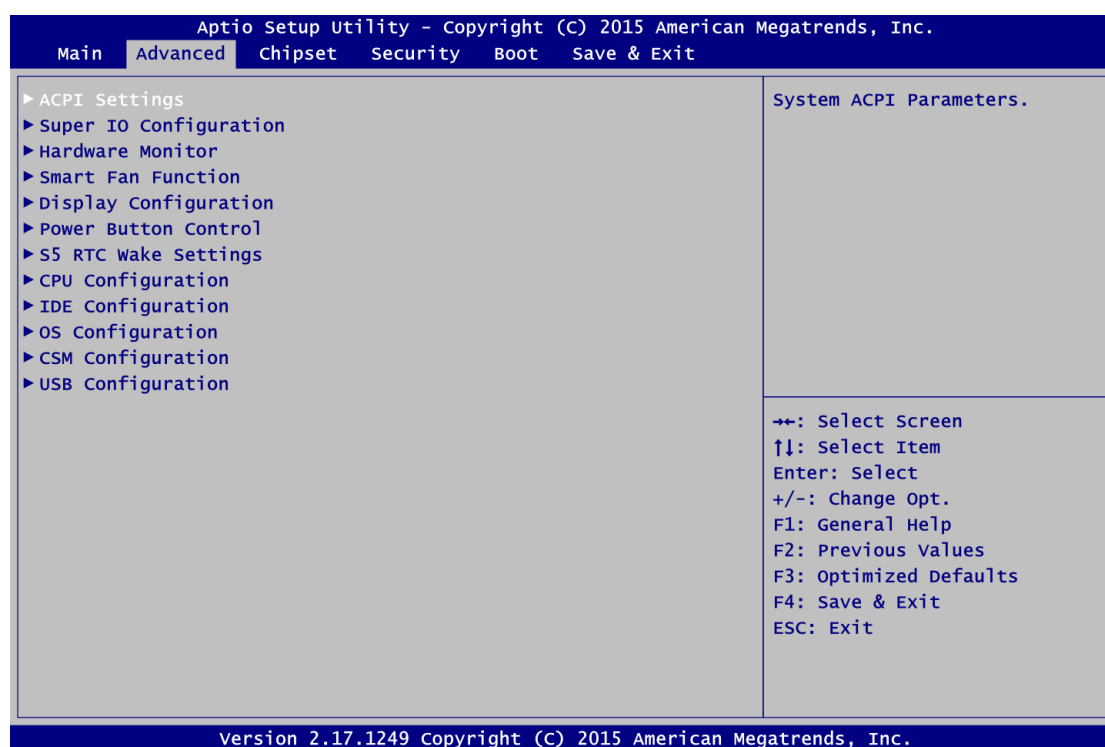 Aptio Setup Utility – Copyright (C) 2015 American Megatrends, Inc.
Main Advanced Chipset Security Boot Save & Exit
►ACPI Settings
►Super IO Configuration
►Hardware Monitor
►Smart Fan Function
►Display Configuration
►Power Button Control
►S5 RTC Wake Settings
►CPU Configuration
►IDE Configuration
►OS Configuration
►CSM Configuration
►USB Configuration
System ACPI Parameters.
→←: Select Screen
↑↓: Select Item
Enter: Select
+/-: Change Opt.
F1: General Help
F2: Previous Values
F3: Optimized Defaults
F4: Save & Exit
ESC: Exit
Version 2.17.1249 Copyright (C) 2015 American Megatrends, Inc.